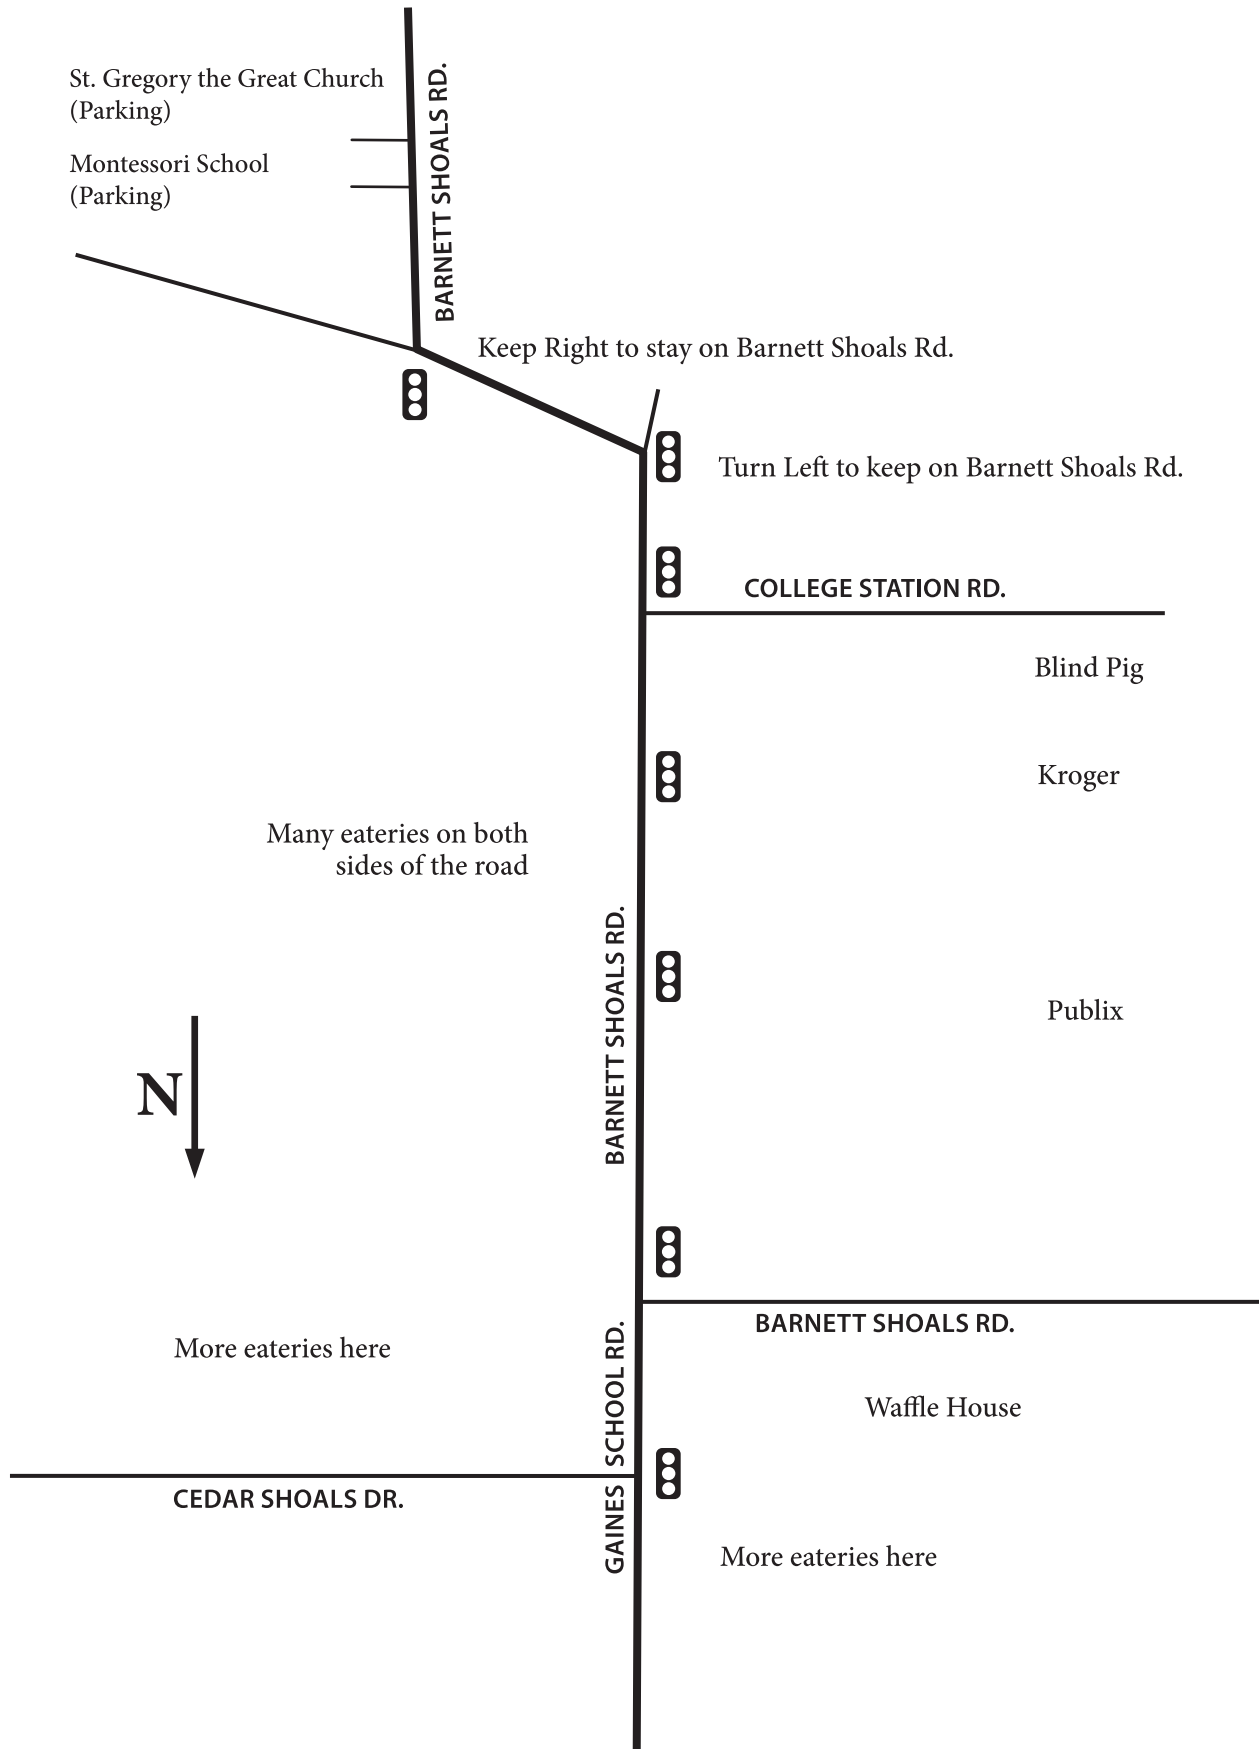 St. Gregory the Great Church
(Parking)
BARNETT SHOALS RD.
Montessori School
(Parking)
Keep Right to stay on Barnett Shoals Rd.
Turn Left to keep on Barnett Shoals Rd.
COLLEGE STATION RD.
Blind Pig
Kroger
Many eateries on both
sides of the road
BARNETT SHOALS RD.
Publix
N
BARNETT SHOALS RD.
More eateries here
GAINES SCHOOL RD.
Waffle House
CEDAR SHOALS DR.
More eateries here